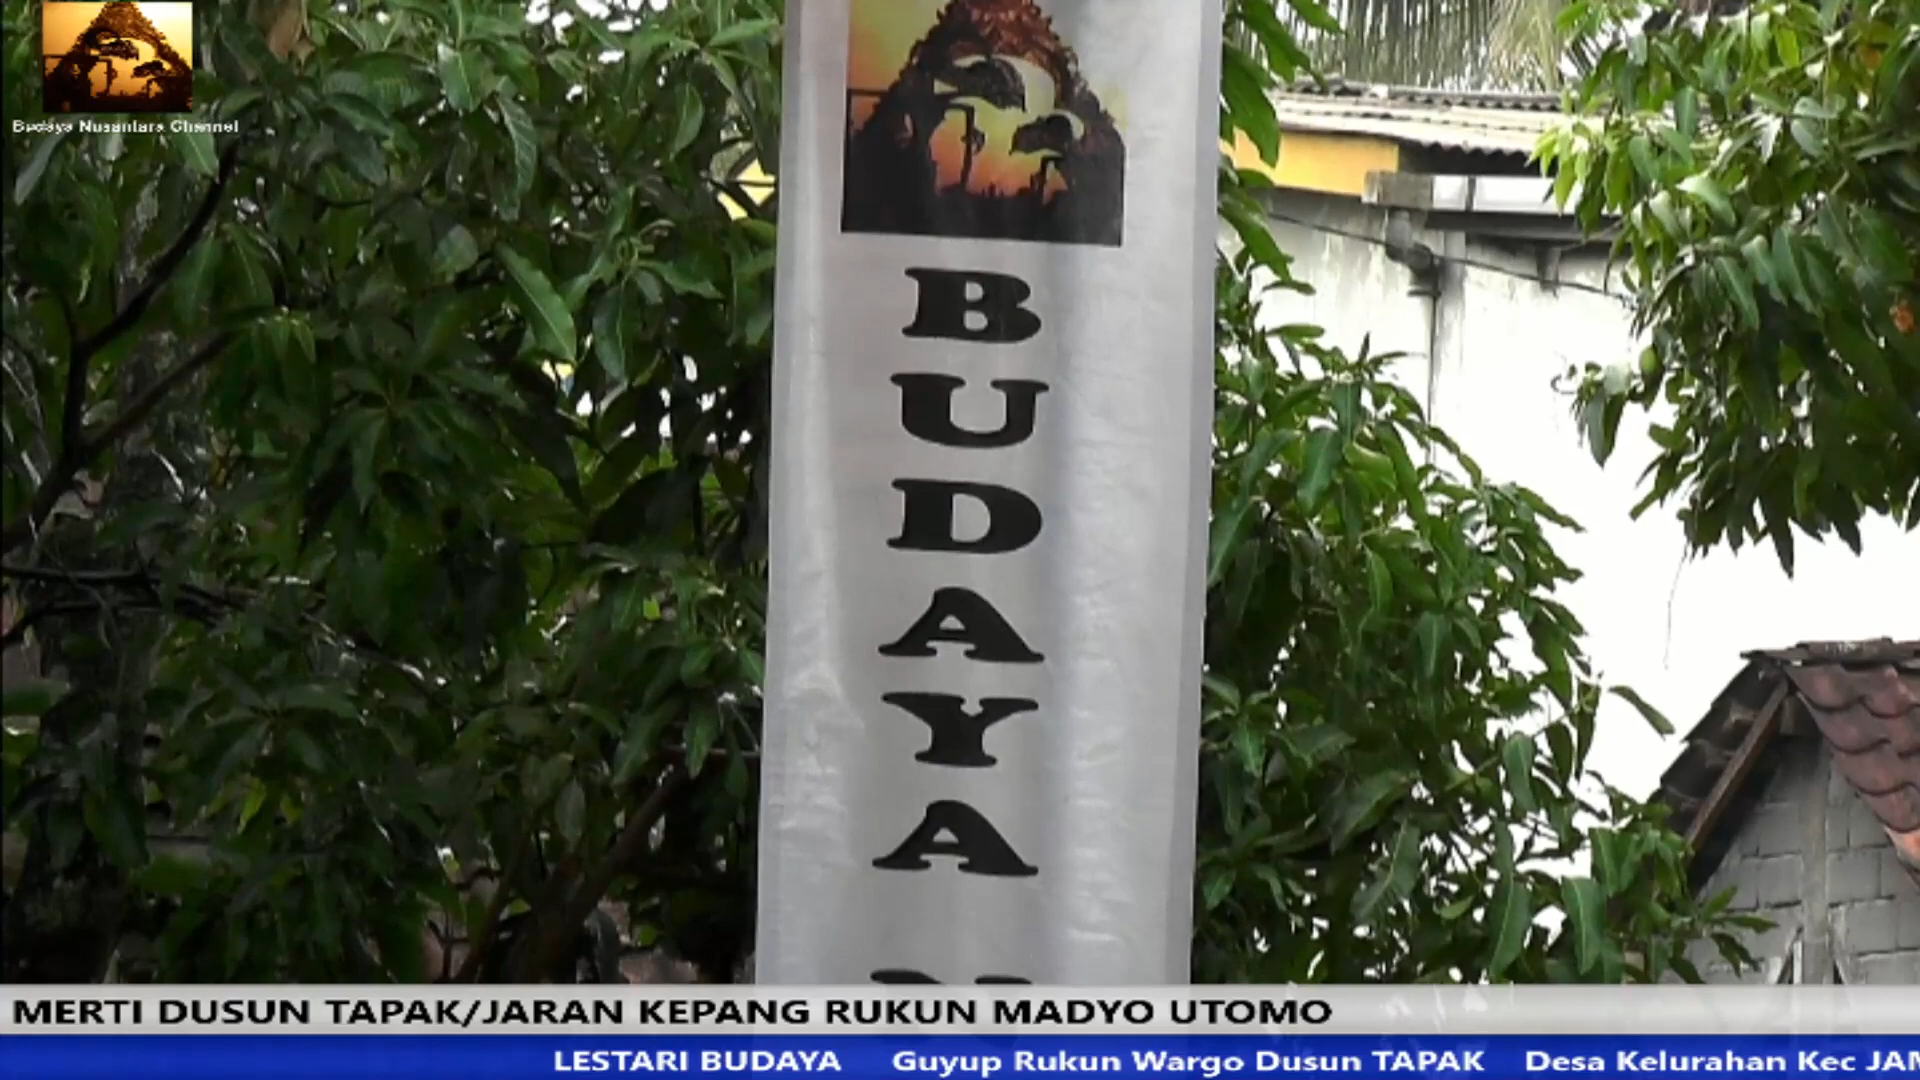 Budaya Nusantara Channel
BUDAYA
MERTI DUSUN TAPAK/JARAN KEPANG RUKUN MADYO UTOMO
LESTARI BUDAYA Guyup Rukun Wargo Dusun TAPAK Desa Kelurahan Kec